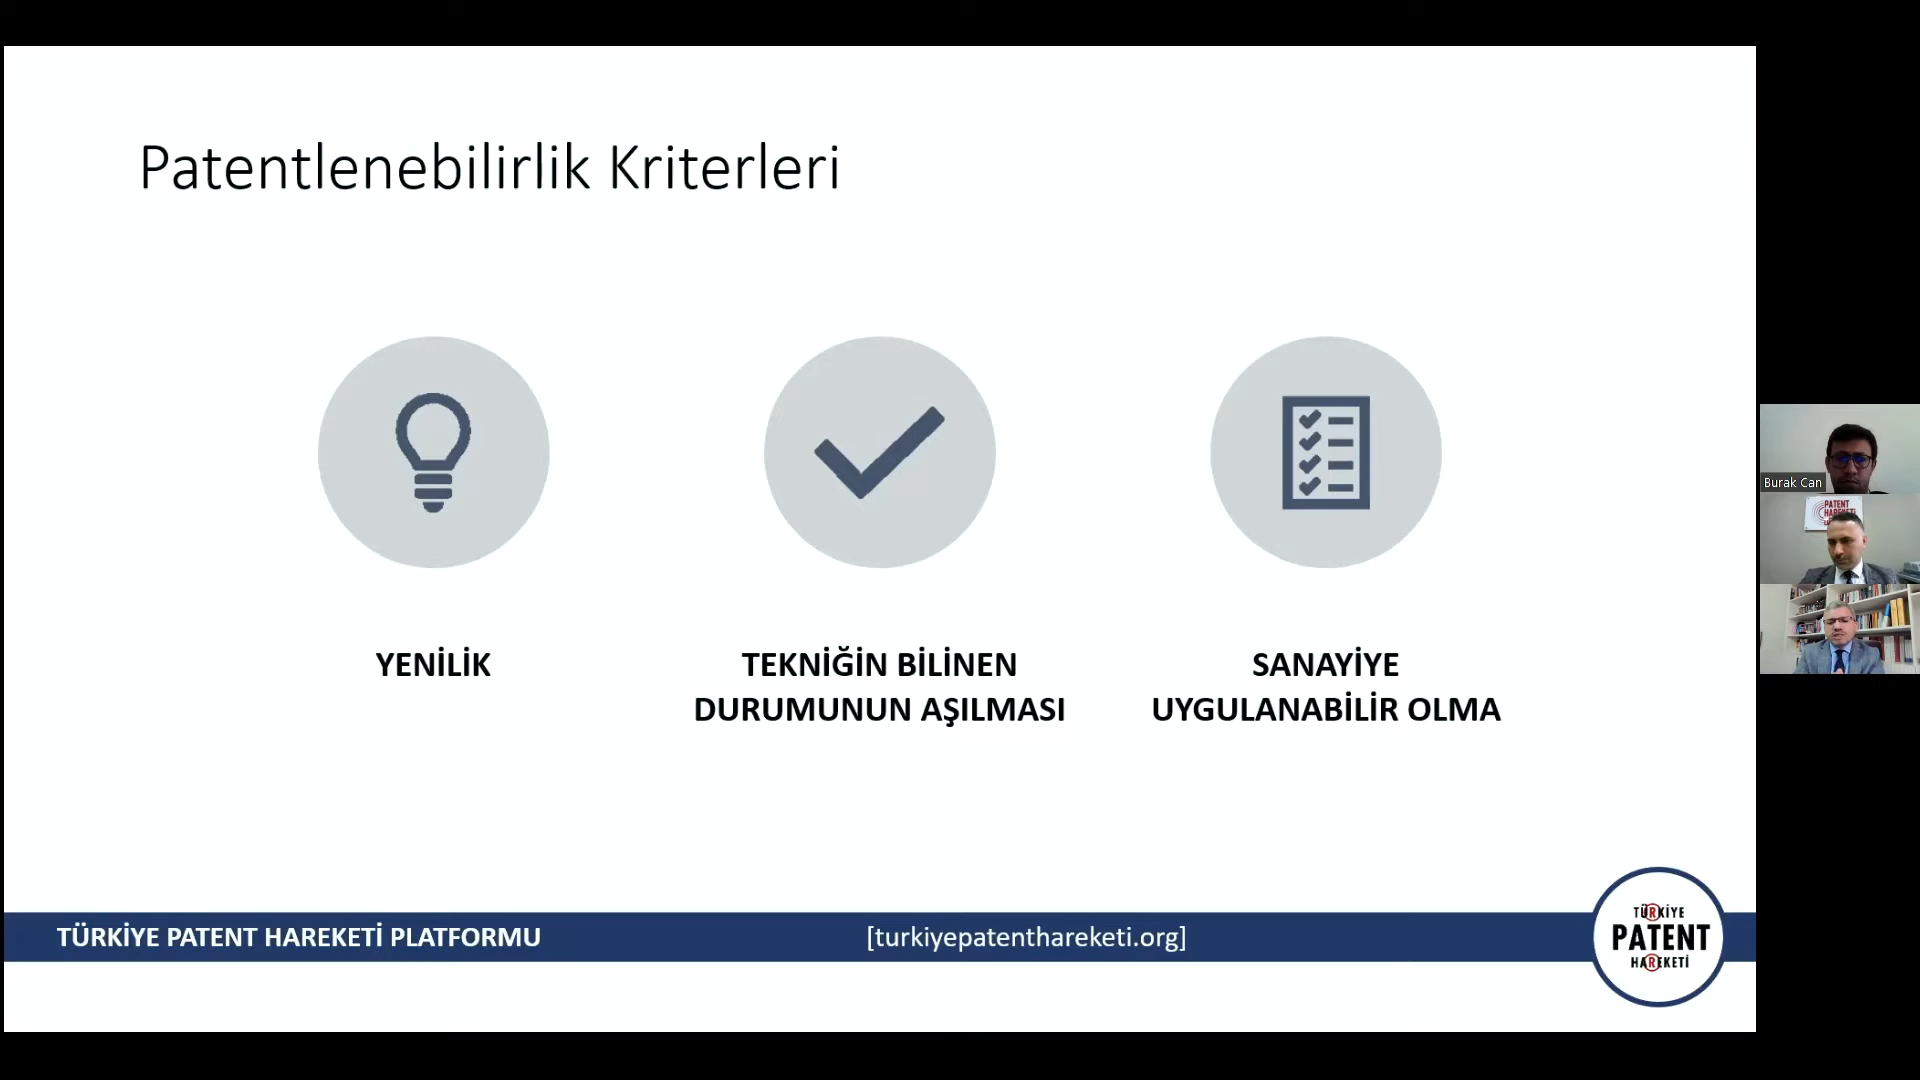 Patentlenebilirlik Kriterleri
YENİLİK
TEKNİĞİN BİLİNEN
DURUMUNUN AŞILMASI
SANAYİYE
UYGULANABİLİR OLMA
Burak Can
PATENT
TÜRKİYE PATENT HAREKETİ PLATFORMU
[turkiyepatenthareketi.org]
TÜRKİYE
PATENT
HAREKETİ